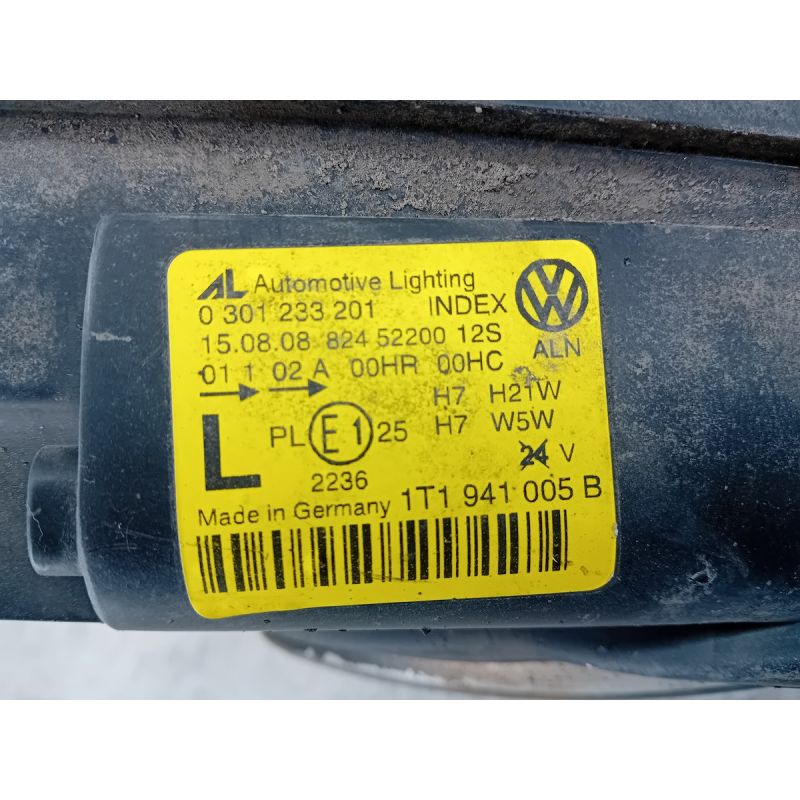 AL Automotive Lighting
0 301 233 201 INDEX
15.08.08 824 52200 12S
ALN
01 1 02 A 00HR 00HC
H7 H21W
L PL E1 25 H7 W5W
24 V
2236
Made in Germany 1T1 941 005 B